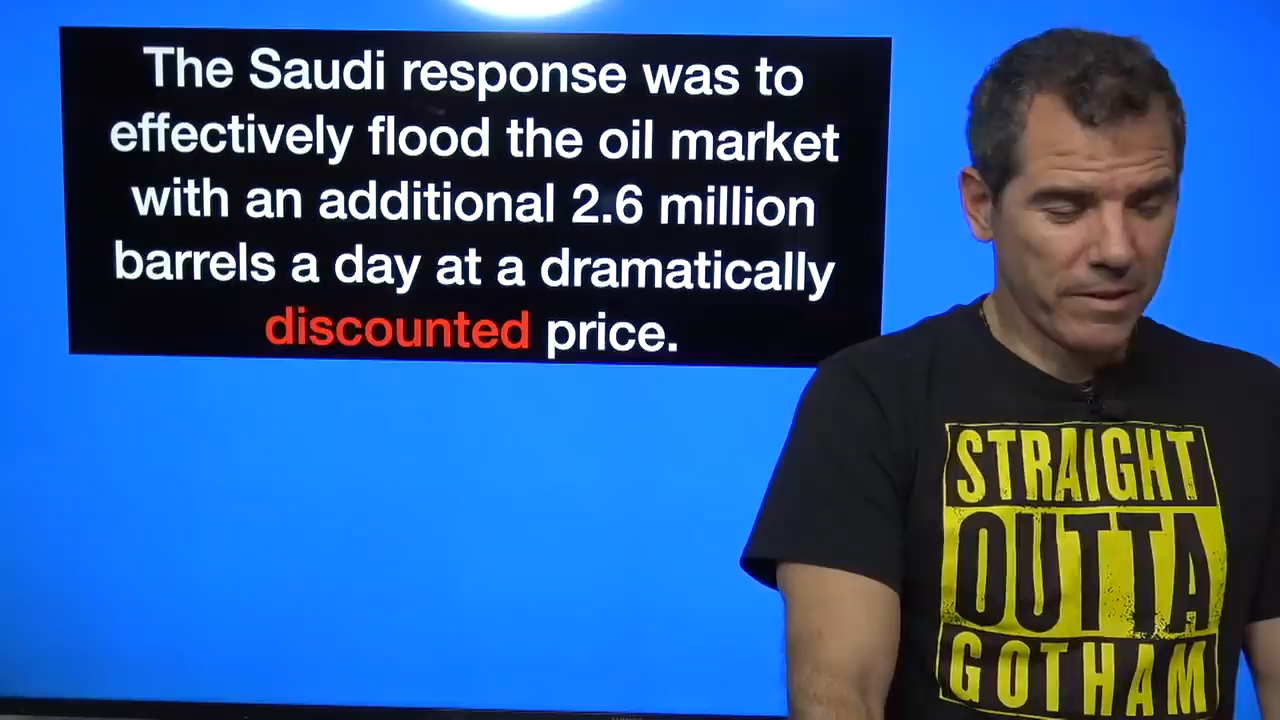 The Saudi response was to
effectively flood the oil market
with an additional 2.6 million
barrels a day at a dramatically
discounted price.
STRAIGHT
OUTTA
GOTHAM